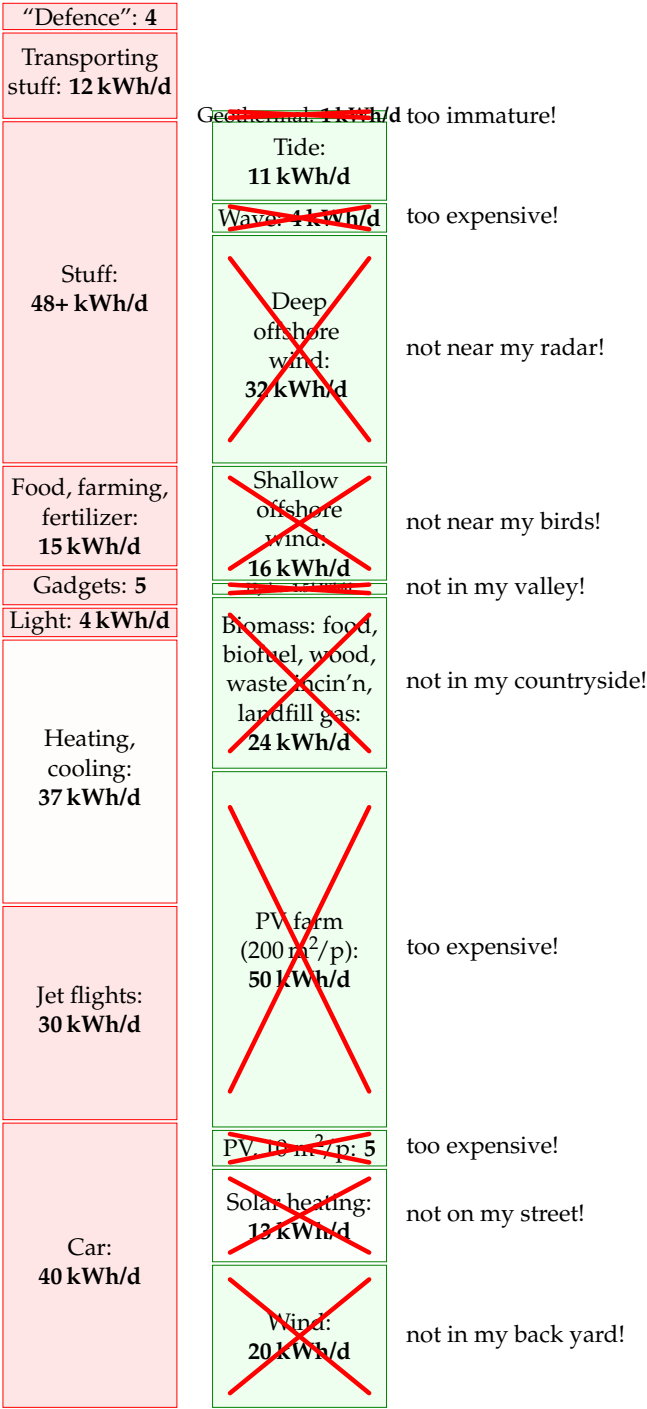 “Defence”: 4
Transporting
stuff: 12 kWh/d
Stuff:
48+ kWh/d
Food, farming,
fertilizer:
15 kWh/d
Gadgets: 5
Light: 4 kWh/d
Heating,
cooling:
37 kWh/d
Jet flights:
30 kWh/d
Car:
40 kWh/d
Geothermal: 1 kWh/d
too immature!
Tide:
11 kWh/d
Wave: 4 kWh/d
too expensive!
Deep
offshore
wind:
32 kWh/d
not near my radar!
Shallow
offshore
wind:
16 kWh/d
not near my birds!
not in my valley!
Biomass: food,
biofuel, wood,
waste incin’n,
landfill gas:
24 kWh/d
not in my countryside!
PV farm
(200 m²/p):
50 kWh/d
too expensive!
PV, 10 m²/p: 5
too expensive!
Solar heating:
13 kWh/d
not on my street!
Wind:
20 kWh/d
not in my back yard!